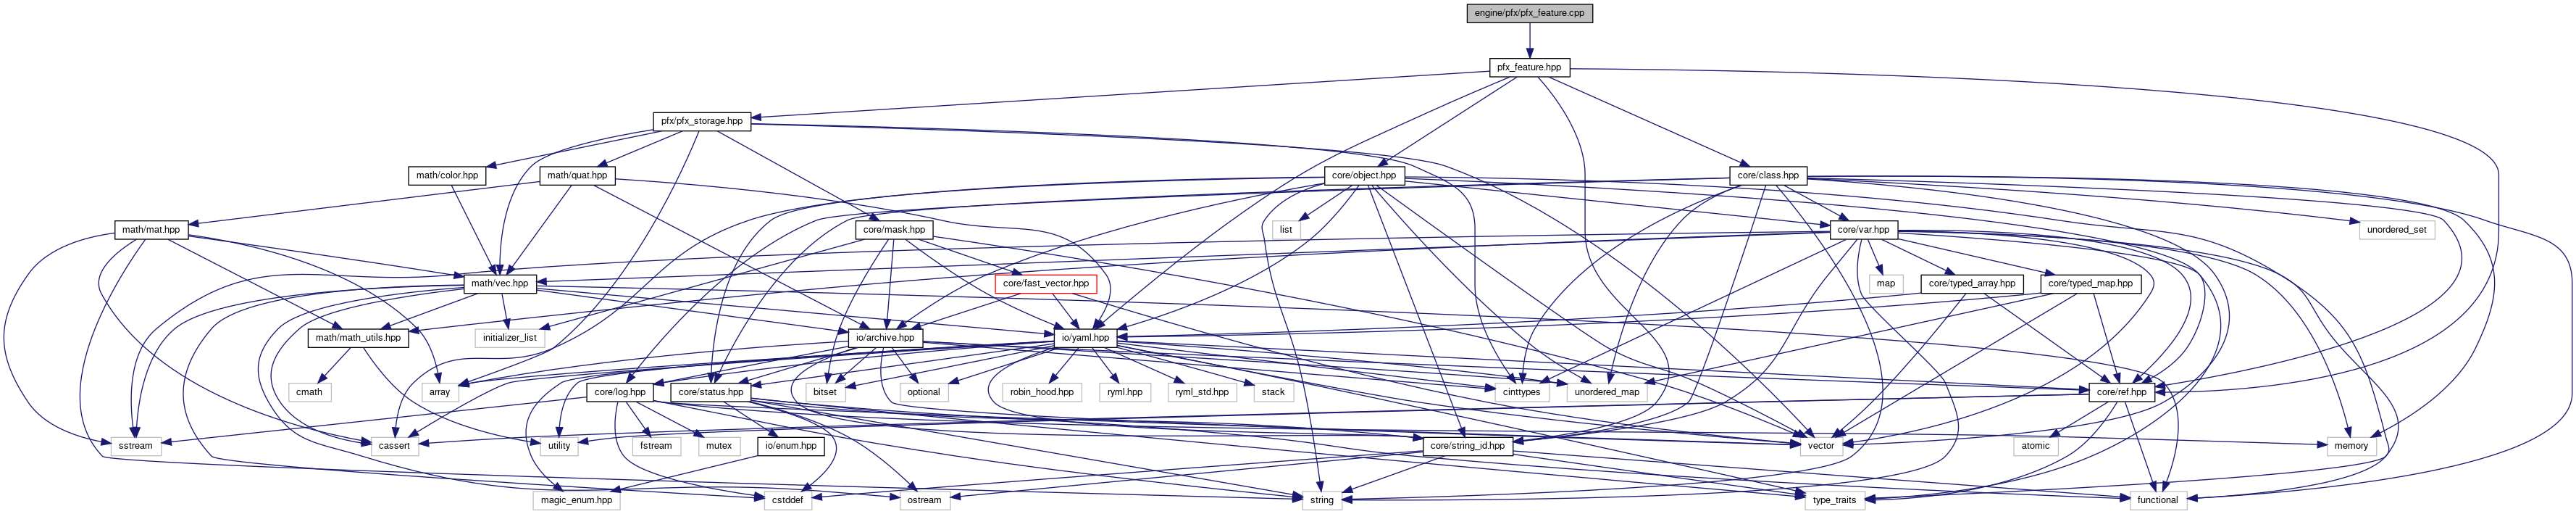 engine/pfx/pfx_feature.cpp
pfx_feature.hpp
pfx/pfx_storage.hpp
math/color.hpp
math/quat.hpp
core/object.hpp
core/class.hpp
math/mat.hpp
core/mask.hpp
list
core/var.hpp
unordered_set
math/vec.hpp
core/fast_vector.hpp
map
core/typed_array.hpp
core/typed_map.hpp
math/math_utils.hpp
initializer_list
io/archive.hpp
io/yaml.hpp
cmath
array
core/log.hpp
core/status.hpp
bitset
optional
robin_hood.hpp
ryml.hpp
ryml_std.hpp
stack
cinttypes
unordered_map
core/ref.hpp
sstream
cassert
utility
fstream
mutex
io/enum.hpp
core/string_id.hpp
vector
atomic
memory
magic_enum.hpp
cstddef
ostream
string
type_traits
functional